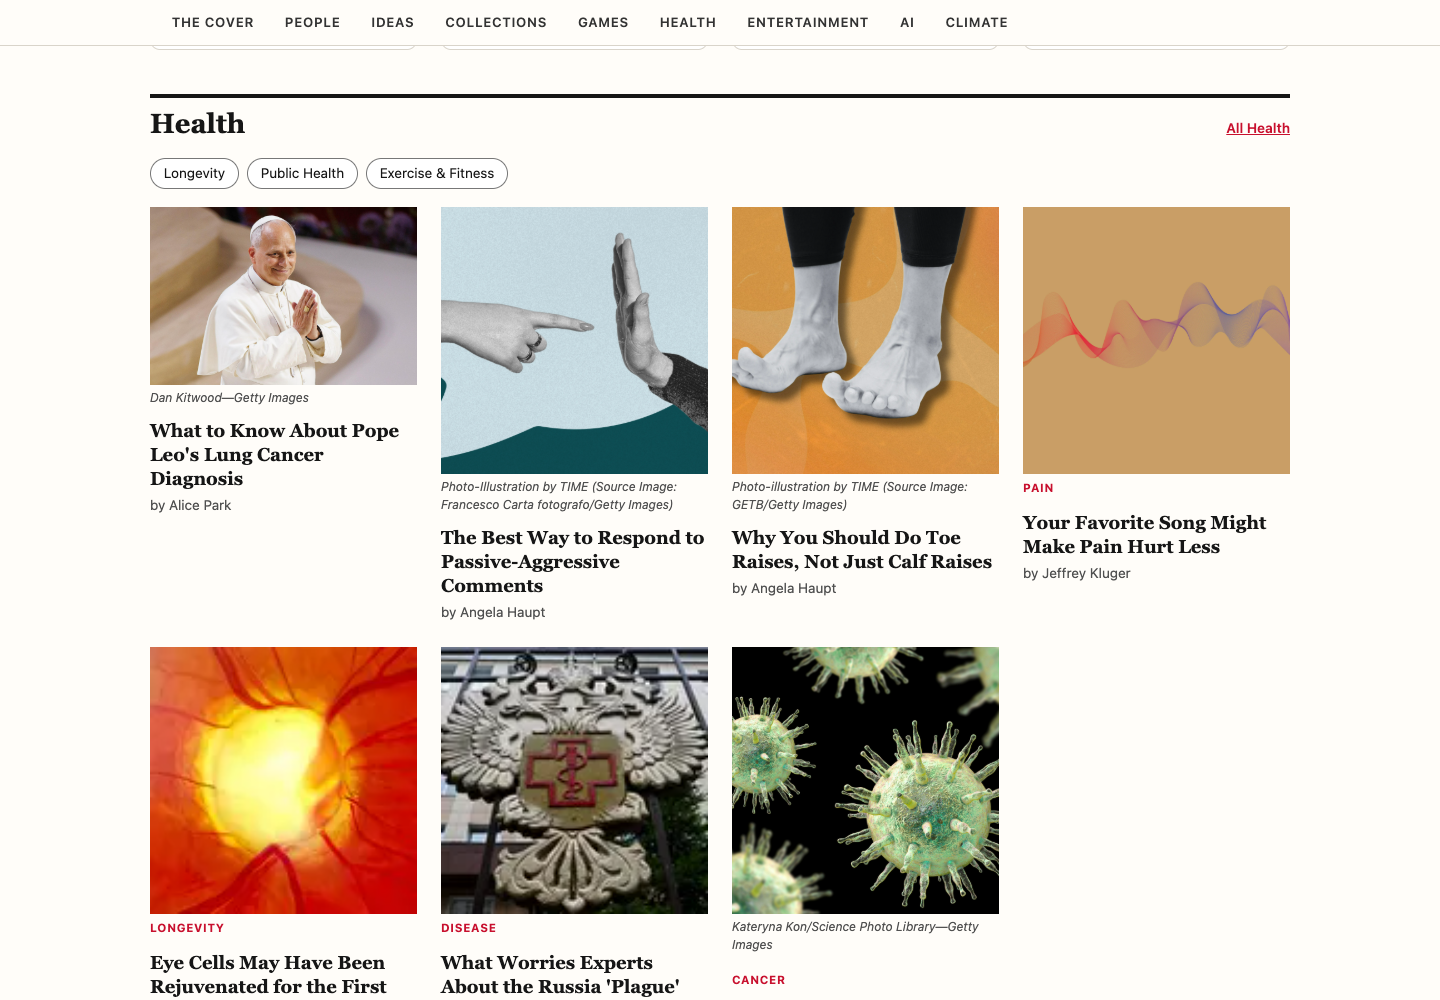 THE COVER PEOPLE IDEAS COLLECTIONS GAMES HEALTH ENTERTAINMENT AI CLIMATE
Health
All Health
Longevity Public Health Exercise & Fitness
Dan Kitwood—Getty Images
What to Know About Pope
Leo's Lung Cancer
Diagnosis
by Alice Park
Photo-Illustration by TIME (Source Image:
Francesco Carta fotografo/Getty Images)
The Best Way to Respond to
Passive-Aggressive
Comments
by Angela Haupt
Photo-illustration by TIME (Source Image:
GETB/Getty Images)
Why You Should Do Toe
Raises, Not Just Calf Raises
by Angela Haupt
PAIN
Your Favorite Song Might
Make Pain Hurt Less
by Jeffrey Kluger
LONGEVITY
Eye Cells May Have Been
Rejuvenated for the First
DISEASE
What Worries Experts
About the Russia 'Plague'
Kateryna Kon/Science Photo Library—Getty
Images
CANCER